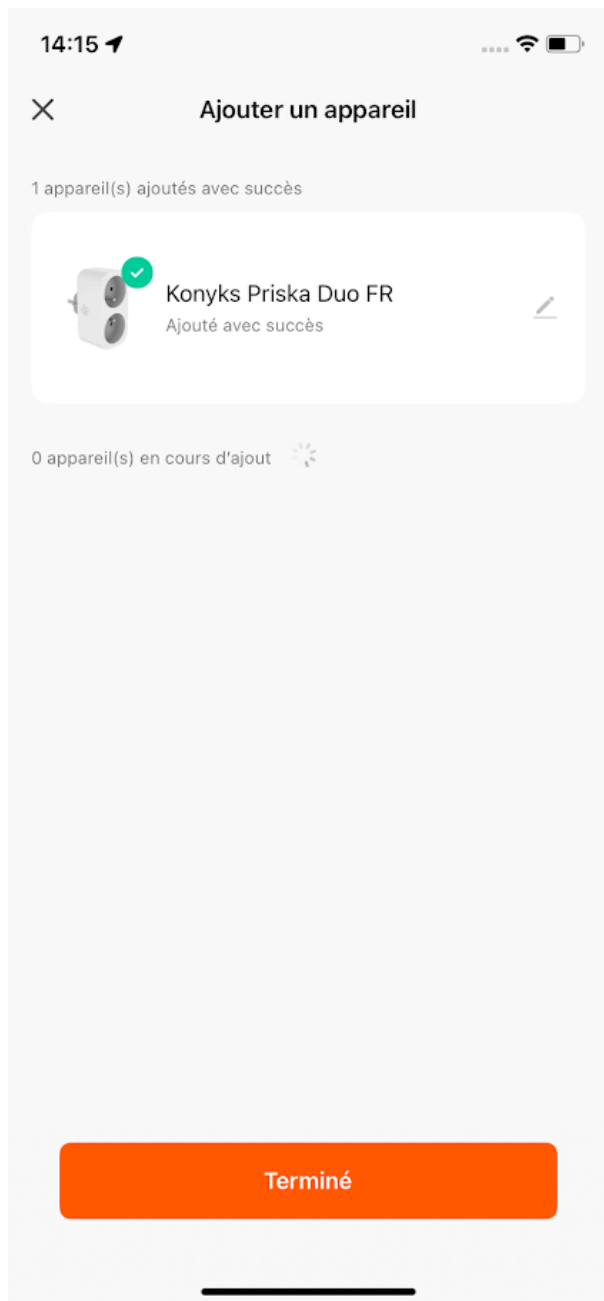 14:15
Ajouter un appareil
1 appareil(s) ajoutés avec succès
Konyks Priska Duo FR
Ajouté avec succès
0 appareil(s) en cours d'ajout
Terminé